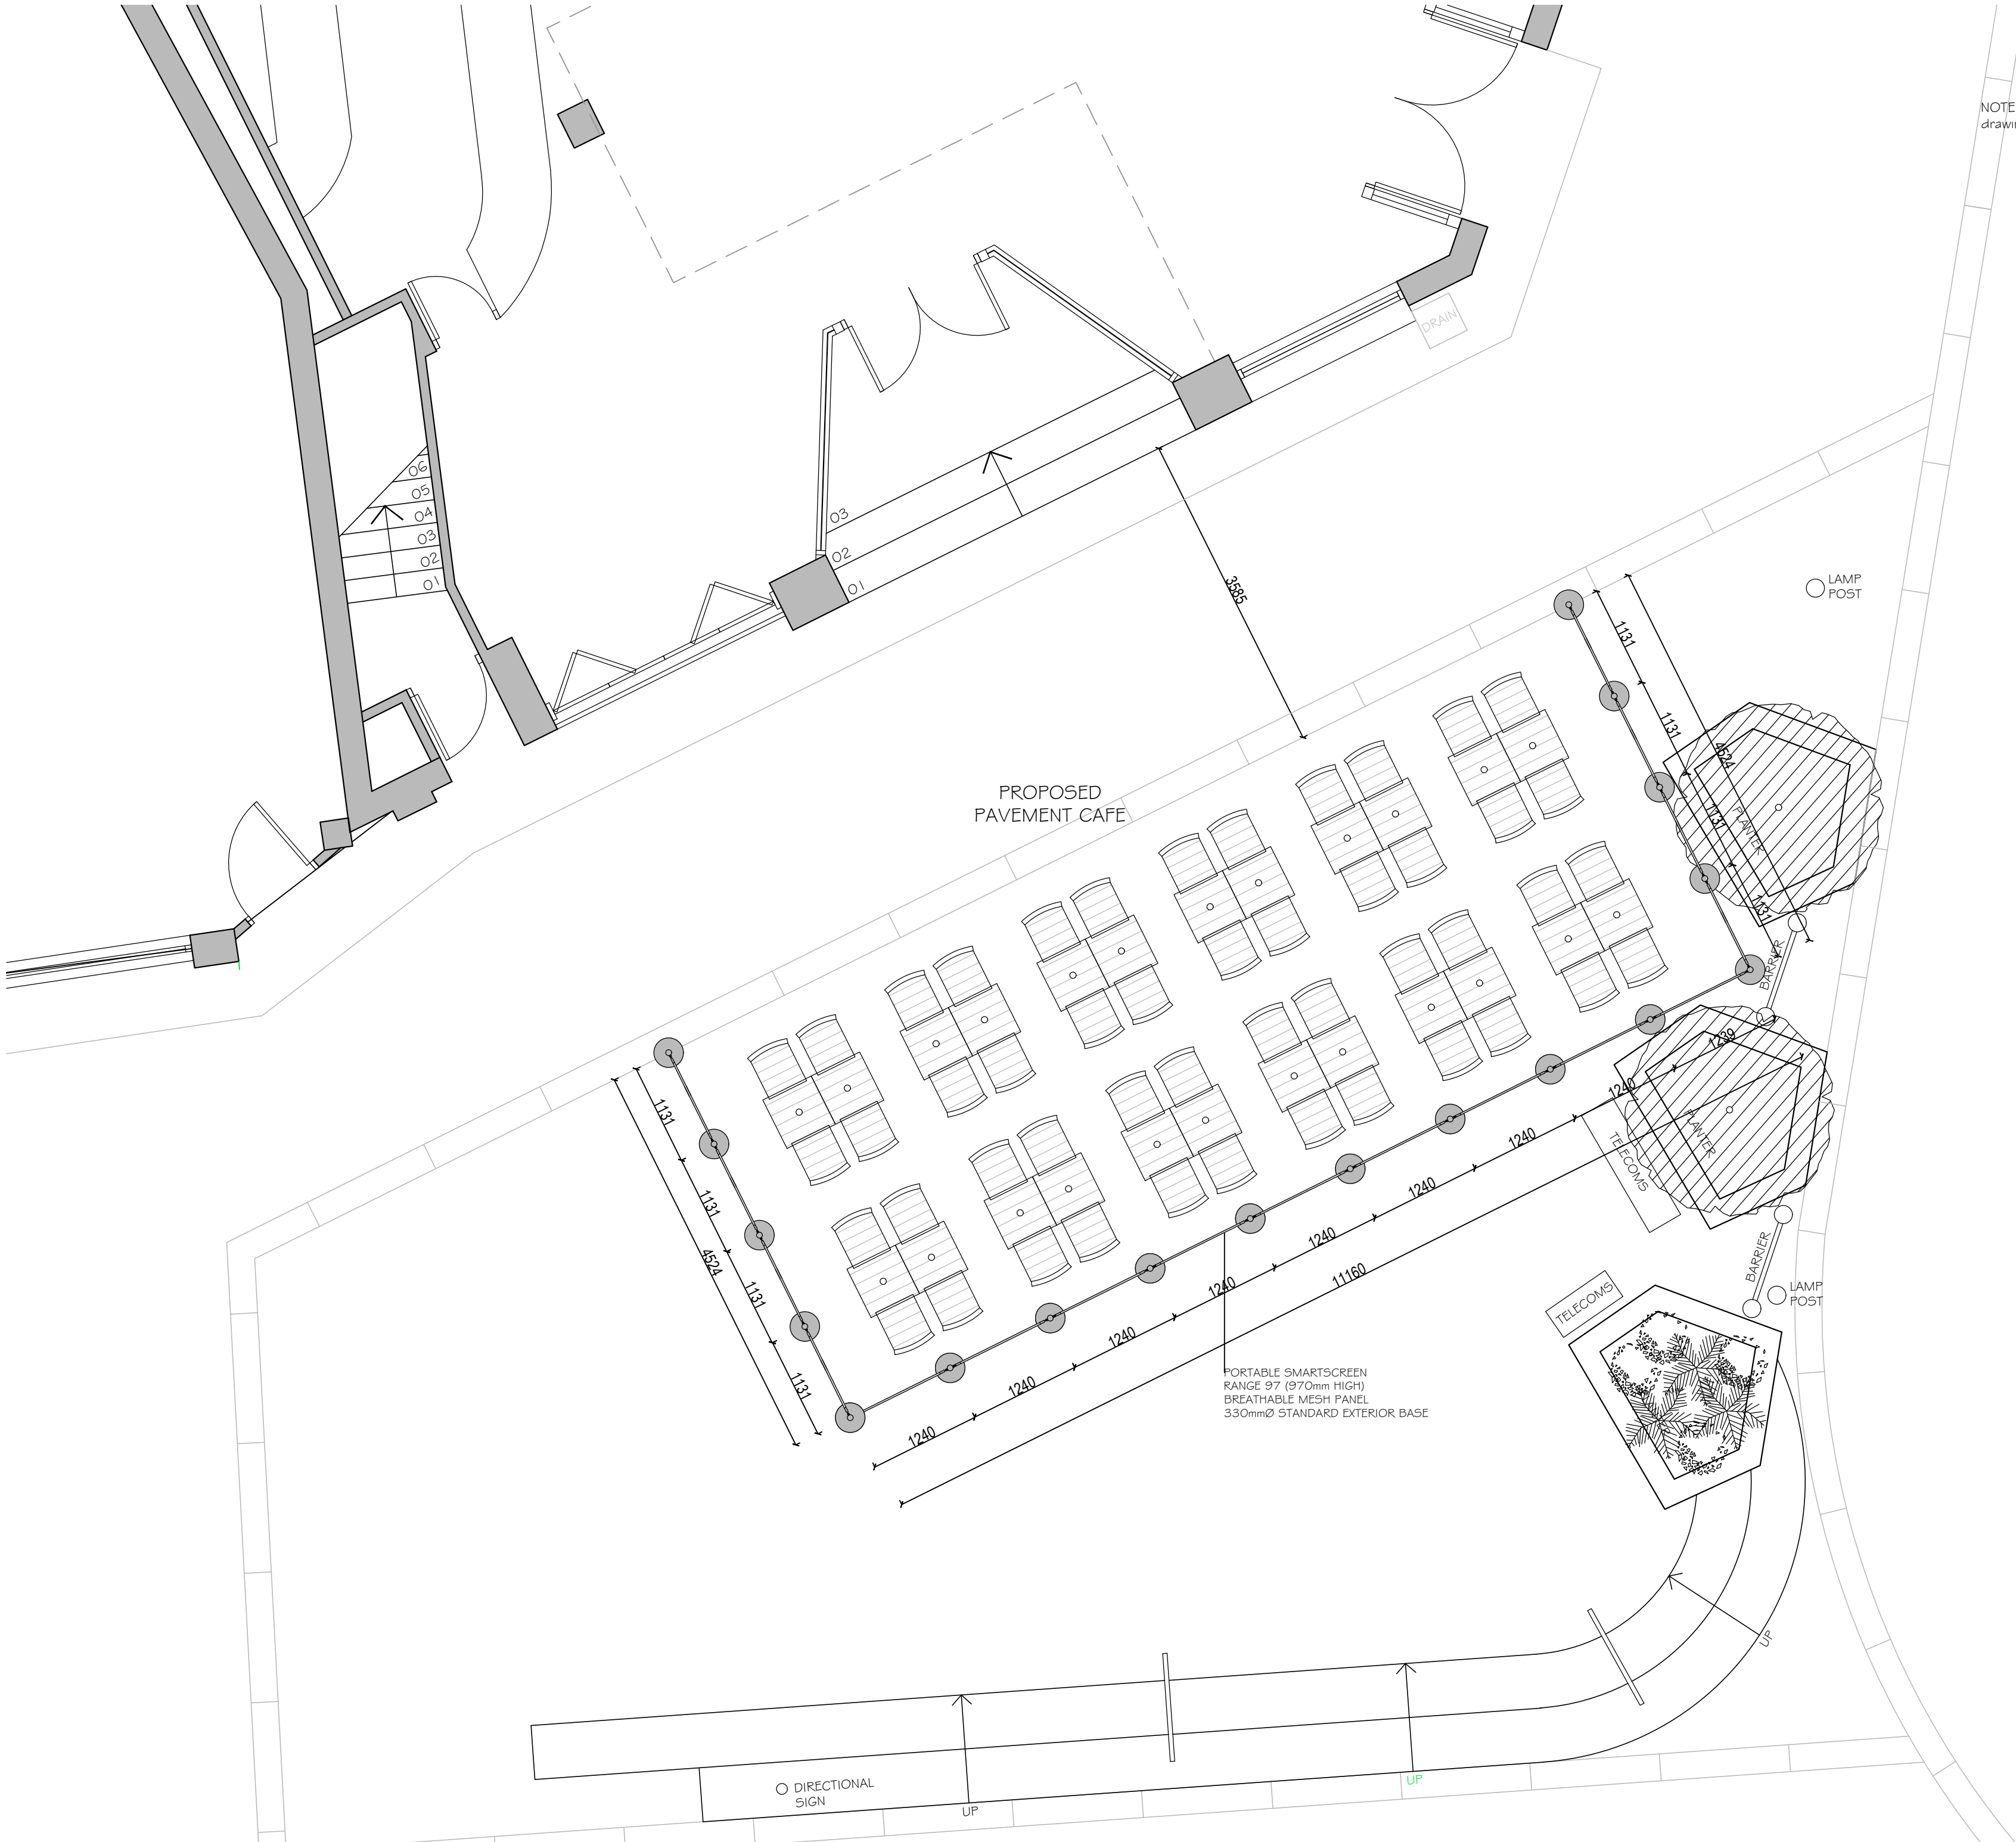 NOTE
drawin
DRAIN
06
05
04
03
02
01
03
02
01
3585
LAMP
POST
1131
1131
4524
1131
1131
PLANTER
PROPOSED
PAVEMENT CAFE
BARRIER
1239
1240
PLANTER
TELECOMS
1131
1131
4524
1131
1131
1240
1240
1240
1240
1240
1240
1240
11160
BARRIER
LAMP
POST
TELECOMS
PORTABLE SMARTSCREEN
RANGE 97 (970mm HIGH)
BREATHABLE MESH PANEL
330mmØ STANDARD EXTERIOR BASE
UP
UP
DIRECTIONAL
SIGN
UP